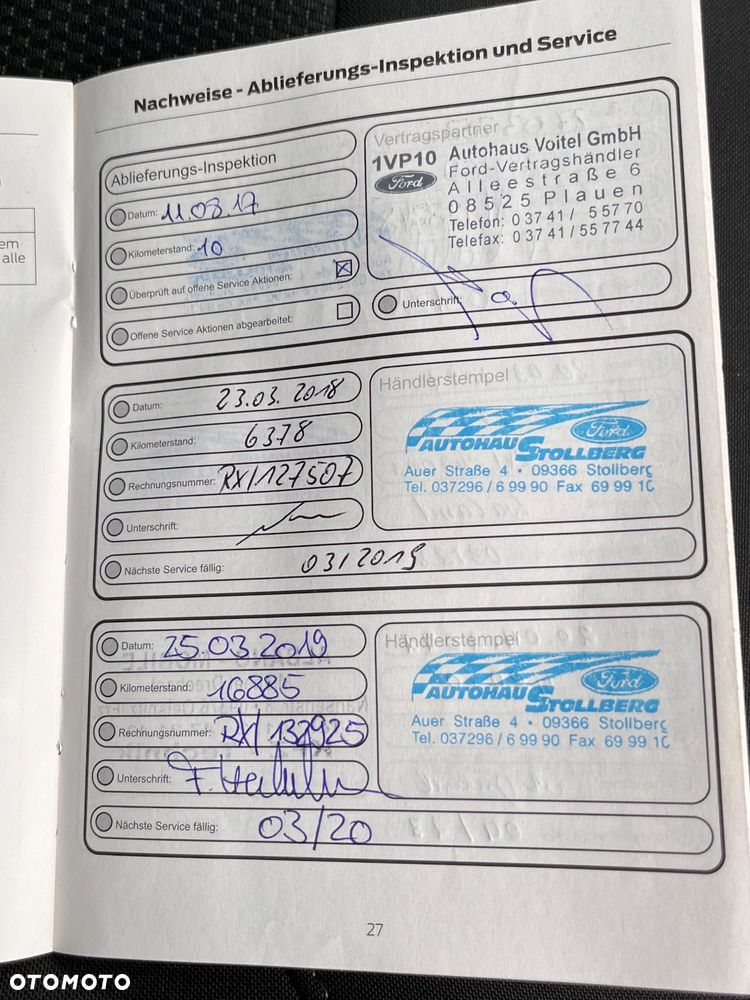 Nachweise - Ablieferungs-Inspektion und Service
Ablieferungs-Inspektion
Datum: 11.03.17
Kilometerstand: 10
Überprüft auf offene Service Aktionen:
Offene Service Aktionen abgearbeitet:
Vertragspartner
1VP10 Autohaus Voitel GmbH
Ford Ford-Vertragshändler
Alleestraße 6
08525 Plauen
Telefon: 0 37 41 / 5 57 70
Telefax: 0 37 41 / 55 77 44
Unterschrift:
Datum: 23.03.2018
Kilometerstand: 6378
Rechnungsnummer: RX/127507
Unterschrift:
Nächste Service fällig: 03/2019
Händlerstempel
Ford
AUTOHAUS STOLLBERG
Auer Straße 4 • 09366 Stollberg
Tel. 037296 / 6 99 90 Fax 69 99 10
Datum: 25.03.2019
Kilometerstand: 16885
Rechnungsnummer: RX/132925
Unterschrift:
Nächste Service fällig: 03/20
Händlerstempel
Ford
AUTOHAUS STOLLBERG
Auer Straße 4 • 09366 Stollberg
Tel. 037296 / 6 99 90 Fax 69 99 10
27
em
alle
OTOMOTO